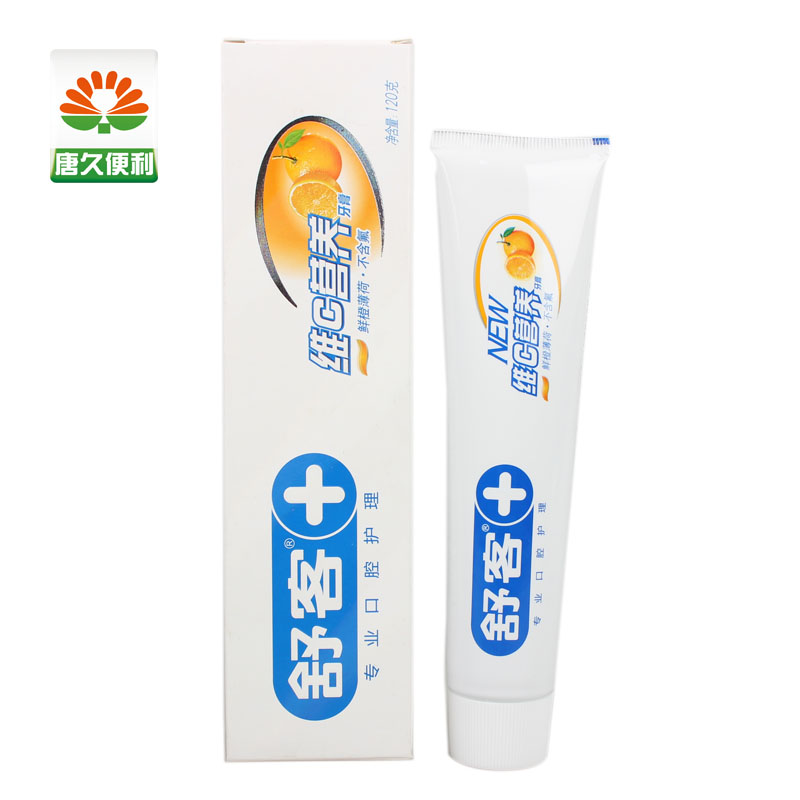 唐久便利
净含量: 120克
维C营养
牙膏
鲜橙薄荷·不含氟
舒客®
专业口腔护理
NEW
维C营养
牙膏
鲜橙薄荷·不含氟
舒客®
专业口腔护理